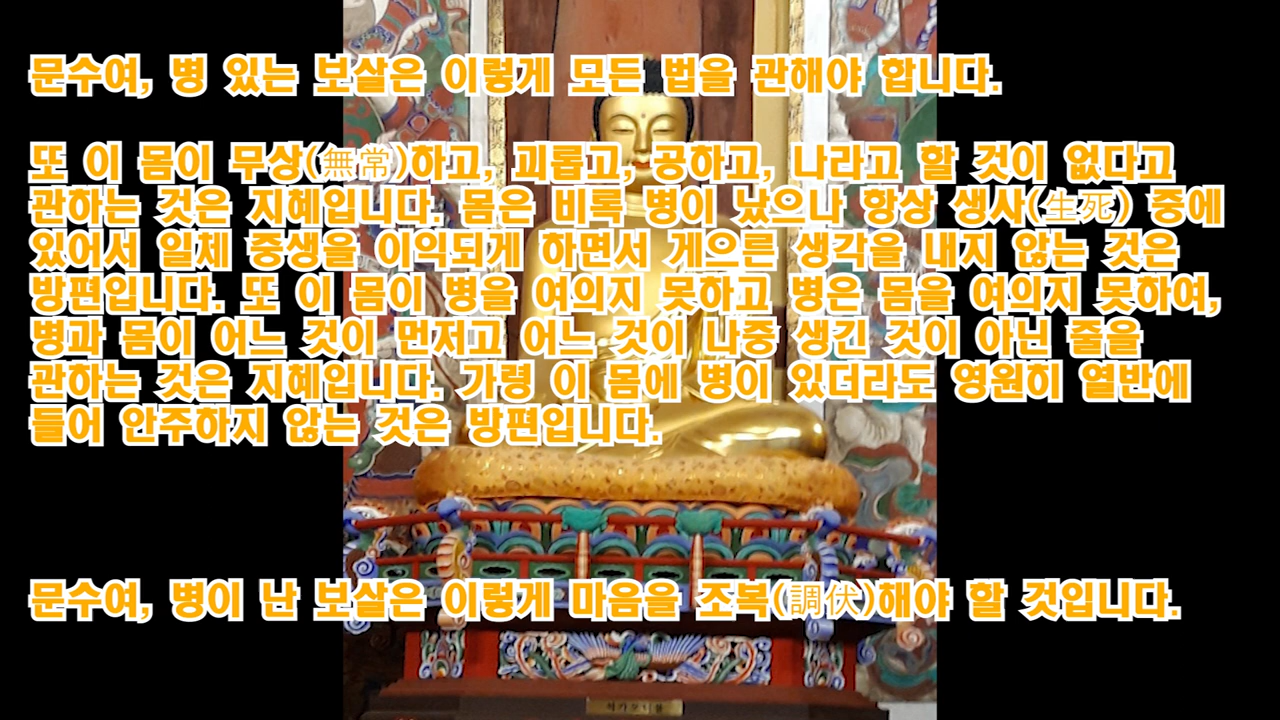 문수여, 병 있는 보살은 이렇게 모든 법을 관해야 합니다.
또 이 몸이 무상(無常)하고, 괴롭고, 공하고, 나라고 할 것이 없다고
관하는 것은 지혜입니다. 몸은 비록 병이 났으나 항상 생사(生死) 중에
있어서 일체 중생을 이익되게 하면서 게으른 생각을 내지 않는 것은
방편입니다. 또 이 몸이 병을 여의지 못하고 병은 몸을 여의지 못하여,
병과 몸이 어느 것이 먼저고 어느 것이 나중 생긴 것이 아닌 줄을
관하는 것은 지혜입니다. 가령 이 몸에 병이 있더라도 영원히 열반에
들어 안주하지 않는 것은 방편입니다.
문수여, 병이 난 보살은 이렇게 마음을 조복(調伏)해야 할 것입니다.
석가모니불